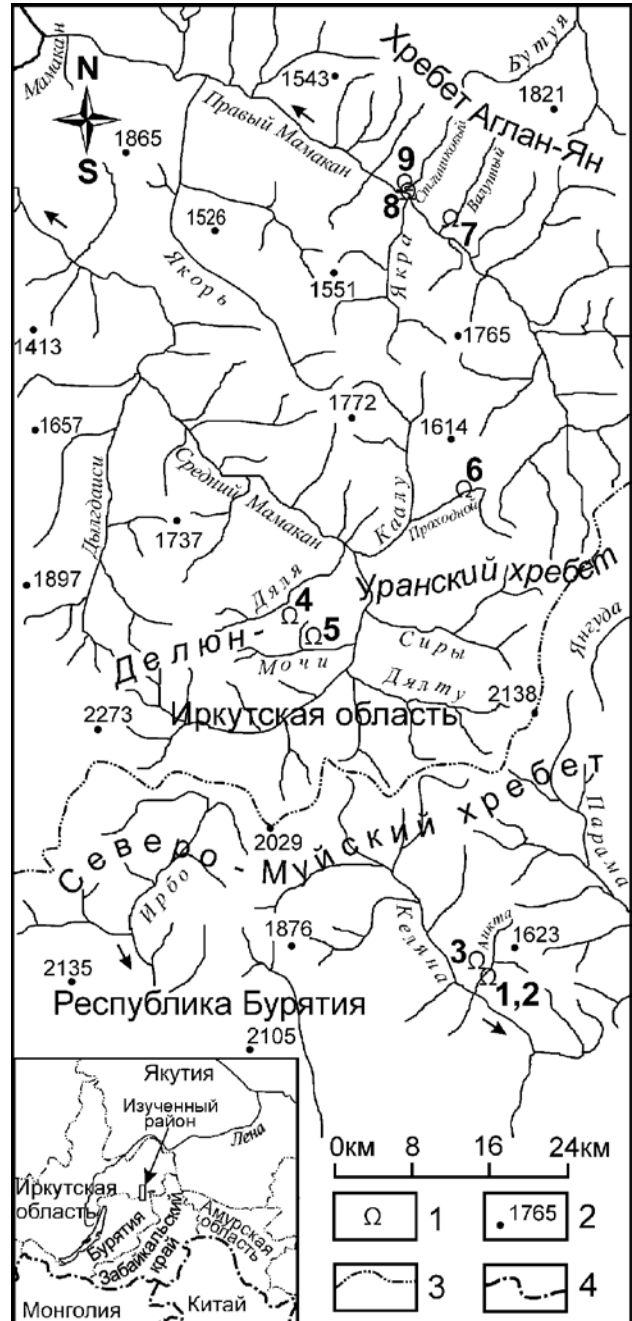 Мамакан
N
S
1543
Хребет Аглан-Ян
Бутуя
1821
Правый Мамакан
1865
9
8
Стланиковый
Валунный
7
1526
Якорь
Якра
1551
1765
1413
1772
1657
1614
Средний Мамакан
6
Каалу
Проходной
Дылгдаиси
1737
1897
Дяля
4
Уранский хребет
Янгуда
5
Делюн-
Мочи
Сиры
Дялту
2138
2273
Иркутская область
Северо-Муйский хребет
Парама
2029
Ирбо
1876
Келяна
Аикта
3
1623
1,2
2135
Республика Бурятия
2105
Якутия
Изученный
район
Лена
Иркутская
область
Бурятия
Забайкальский
край
Амурская
область
Монголия
Китай
0км 8 16 24км
Ω 1
1765 2
3
4